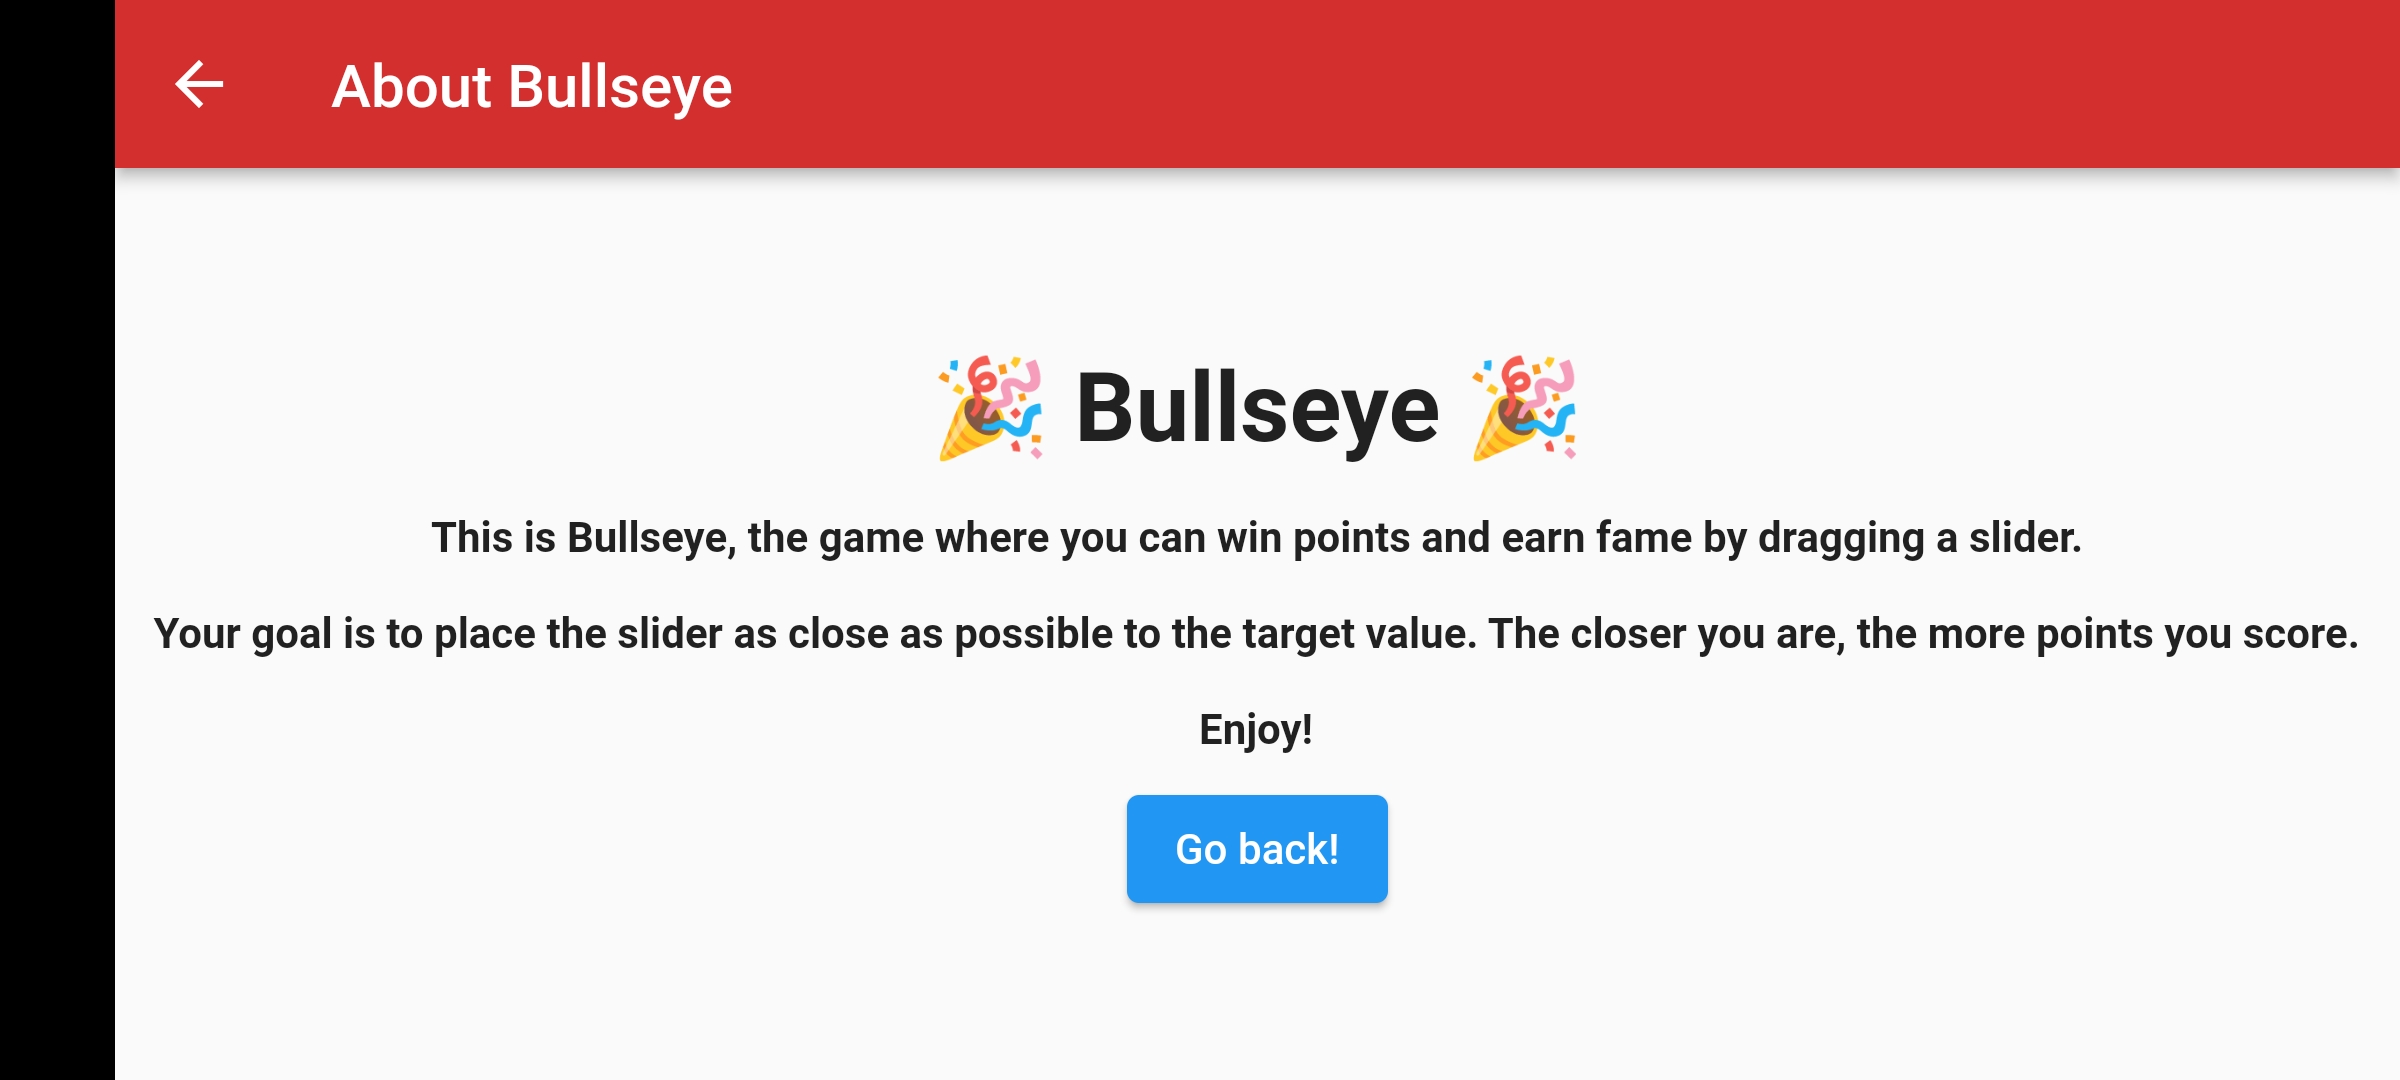 About Bullseye
🎉 Bullseye 🎉
This is Bullseye, the game where you can win points and earn fame by dragging a slider.
Your goal is to place the slider as close as possible to the target value. The closer you are, the more points you score.
Enjoy!
Go back!